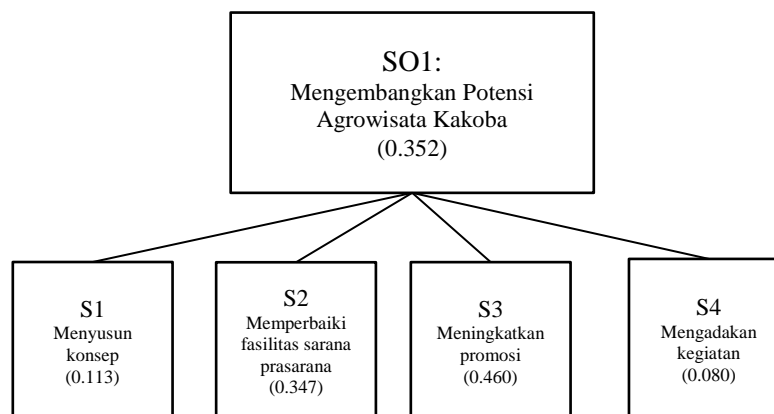 SO1:
Mengembangkan Potensi
Agrowisata Kakoba
(0.352)
S1
Menyusun
konsep
(0.113)
S2
Memperbaiki
fasilitas sarana
prasarana
(0.347)
S3
Meningkatkan
promosi
(0.460)
S4
Mengadakan
kegiatan
(0.080)